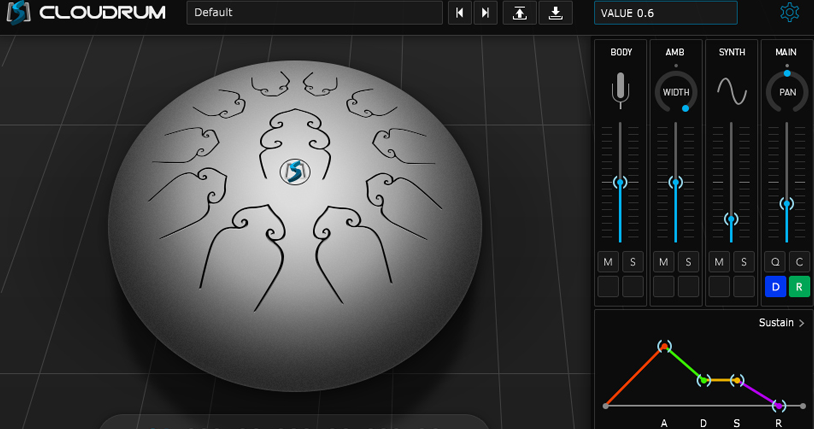 CLOUDRUM
Default
VALUE 0.6
BODY
AMB
SYNTH
MAIN
WIDTH
PAN
M S
M S
M S
Q C
D R
Sustain
A D S R